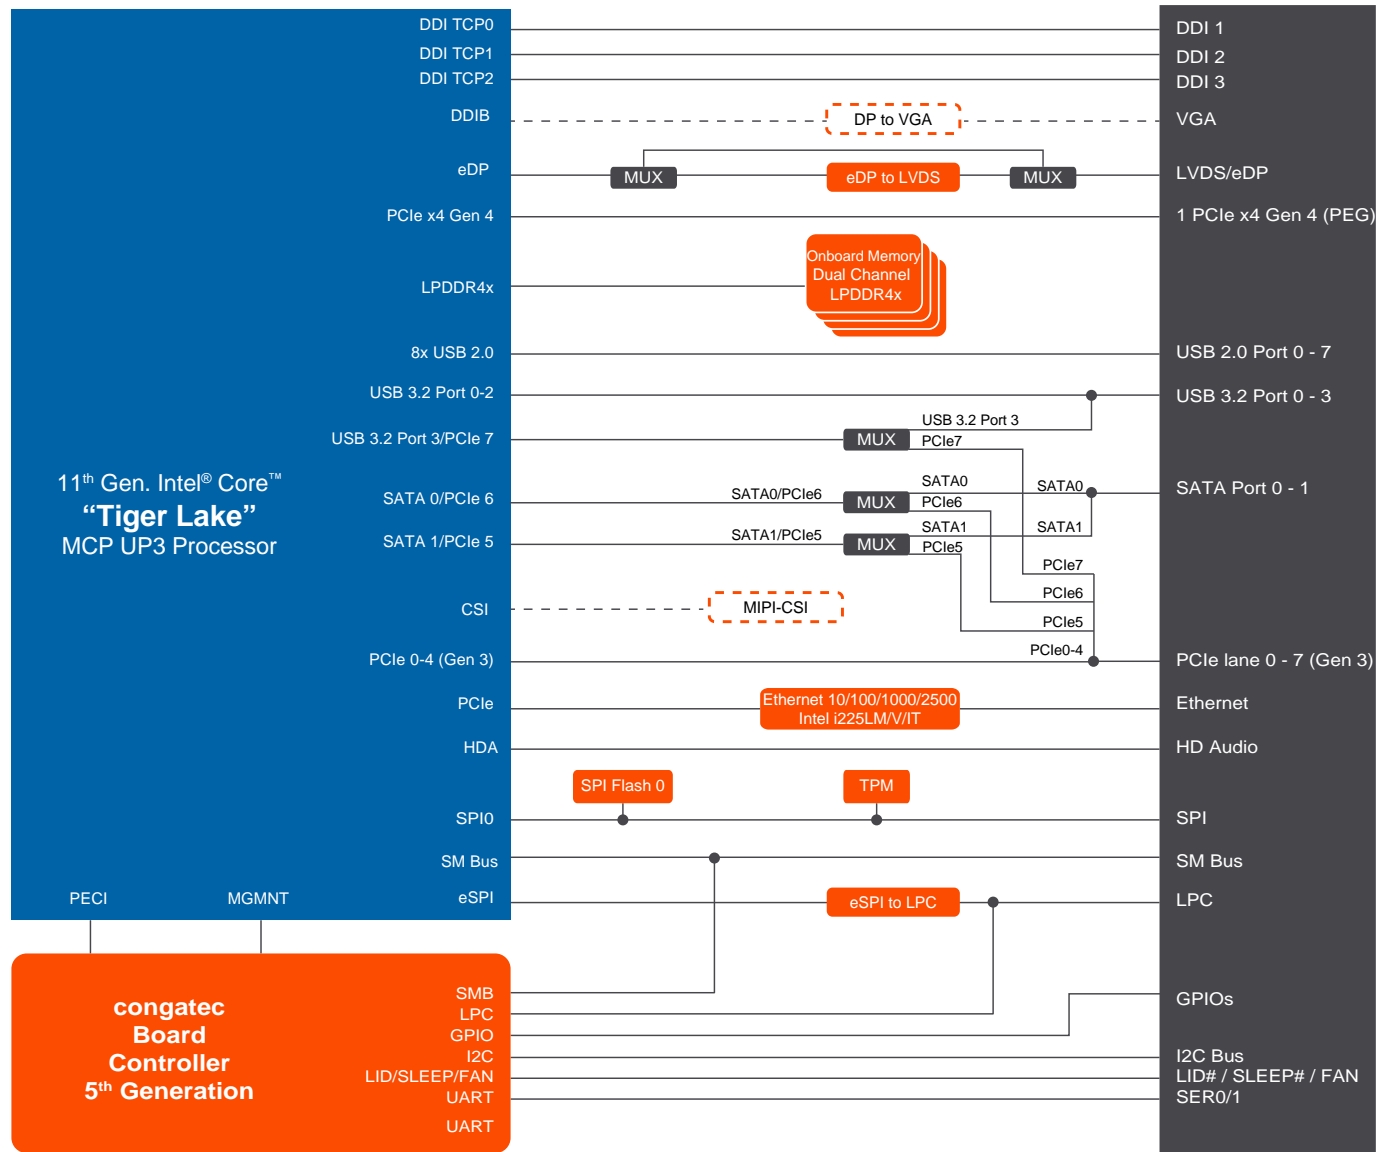 DDI TCP0
DDI 1
DDI TCP1
DDI 2
DDI TCP2
DDI 3
DDIB
DP to VGA
VGA
eDP
MUX
eDP to LVDS
MUX
LVDS/eDP
PCIe x4 Gen 4
1 PCIe x4 Gen 4 (PEG)
Onboard Memory
Dual Channel
LPDDR4x
LPDDR4x
8x USB 2.0
USB 2.0 Port 0 - 7
USB 3.2 Port 0-2
USB 3.2 Port 0 - 3
USB 3.2 Port 3/PCIe 7
MUX
USB 3.2 Port 3
PCIe7
11th Gen. Intel® Core™
“Tiger Lake”
MCP UP3 Processor
SATA 0/PCIe 6
SATA0/PCIe6
MUX
SATA0
PCIe6
SATA0
SATA Port 0 - 1
SATA 1/PCIe 5
SATA1/PCIe5
MUX
SATA1
PCIe5
SATA1
PCIe7
PCIe6
PCIe5
PCIe0-4
CSI
MIPI-CSI
PCIe 0-4 (Gen 3)
PCIe lane 0 - 7 (Gen 3)
PCIe
Ethernet 10/100/1000/2500
Intel i225LM/V/IT
Ethernet
HDA
HD Audio
SPI Flash 0
TPM
SPI0
SPI
SM Bus
SM Bus
PECI
MGMNT
eSPI
eSPI to LPC
LPC
congatec
Board
Controller
5th Generation
SMB
LPC
GPIO
I2C
LID/SLEEP/FAN
UART
UART
GPIOs
I2C Bus
LID# / SLEEP# / FAN
SER0/1